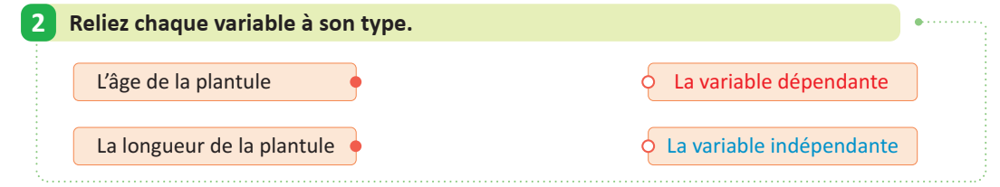 2 Reliez chaque variable à son type.
L'âge de la plantule La variable dépendante
La longueur de la plantule La variable indépendante